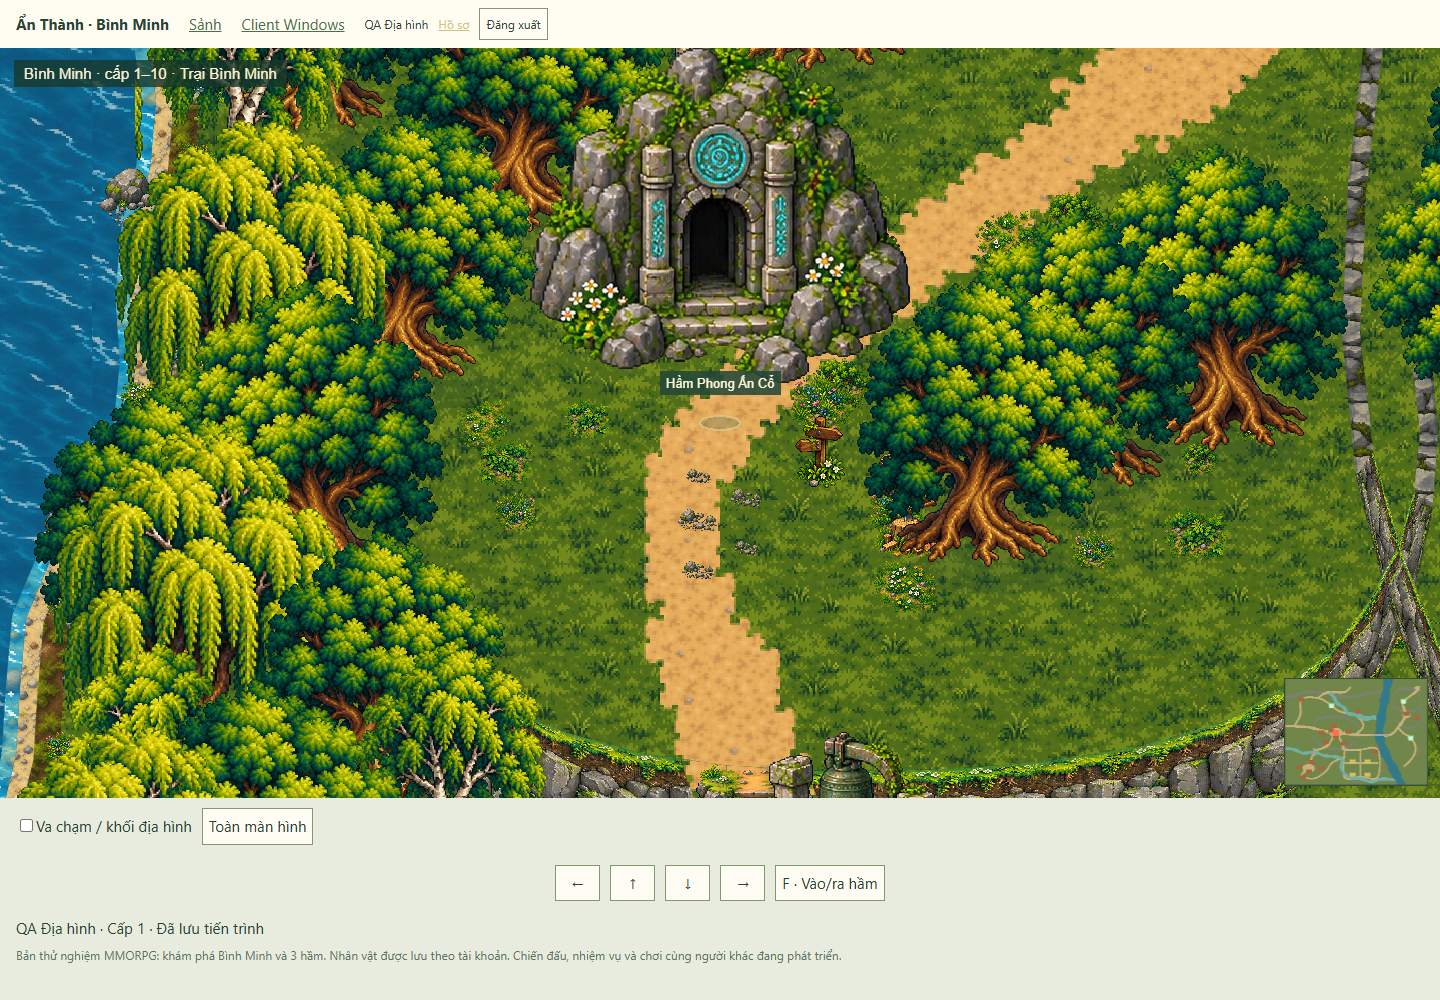 Ẩn Thành · Bình Minh Sảnh Client Windows QA Địa hình Hồ sơ Đăng xuất
Bình Minh · cấp 1–10 · Trại Bình Minh
Hầm Phong Ấn Cổ
Va chạm / khối địa hình Toàn màn hình
← ↑ ↓ → F · Vào/ra hầm
QA Địa hình · Cấp 1 · Đã lưu tiến trình
Bản thử nghiệm MMORPG: khám phá Bình Minh và 3 hầm. Nhân vật được lưu theo tài khoản. Chiến đấu, nhiệm vụ và chơi cùng người khác đang phát triển.